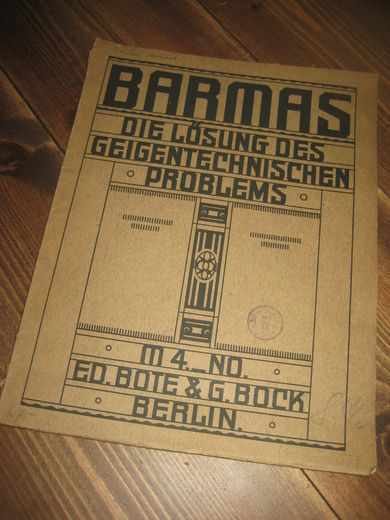 BARMAS
DIE LÖSUNG DES
GEIGENTECHNISCHEN
PROBLEMS
M 4._NO.
ED. BOTE & G. BOCK
BERLIN.